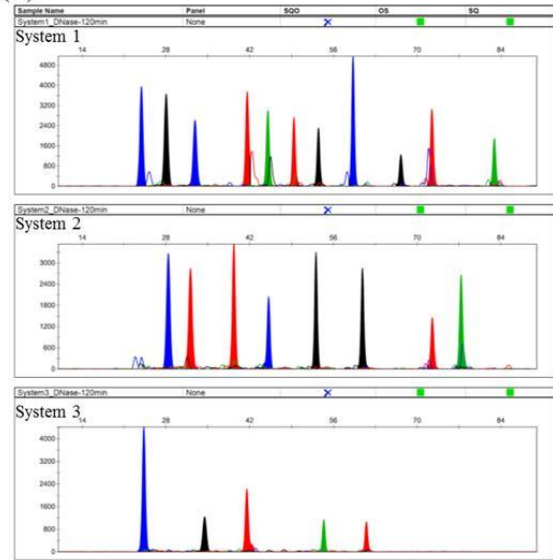 Sample Name Panel SQO OS SQ
System1_DNase-120min None
System 1
14 28 42 56 70 84
4800
4000
3200
2400
1600
800
0
System2_DNase-120min None
System 2
14 28 42 56 70 84
3000
2400
1800
1200
600
0
System3_DNase-120min None
System 3
14 28 42 56 70 84
4000
3200
2400
1600
800
0